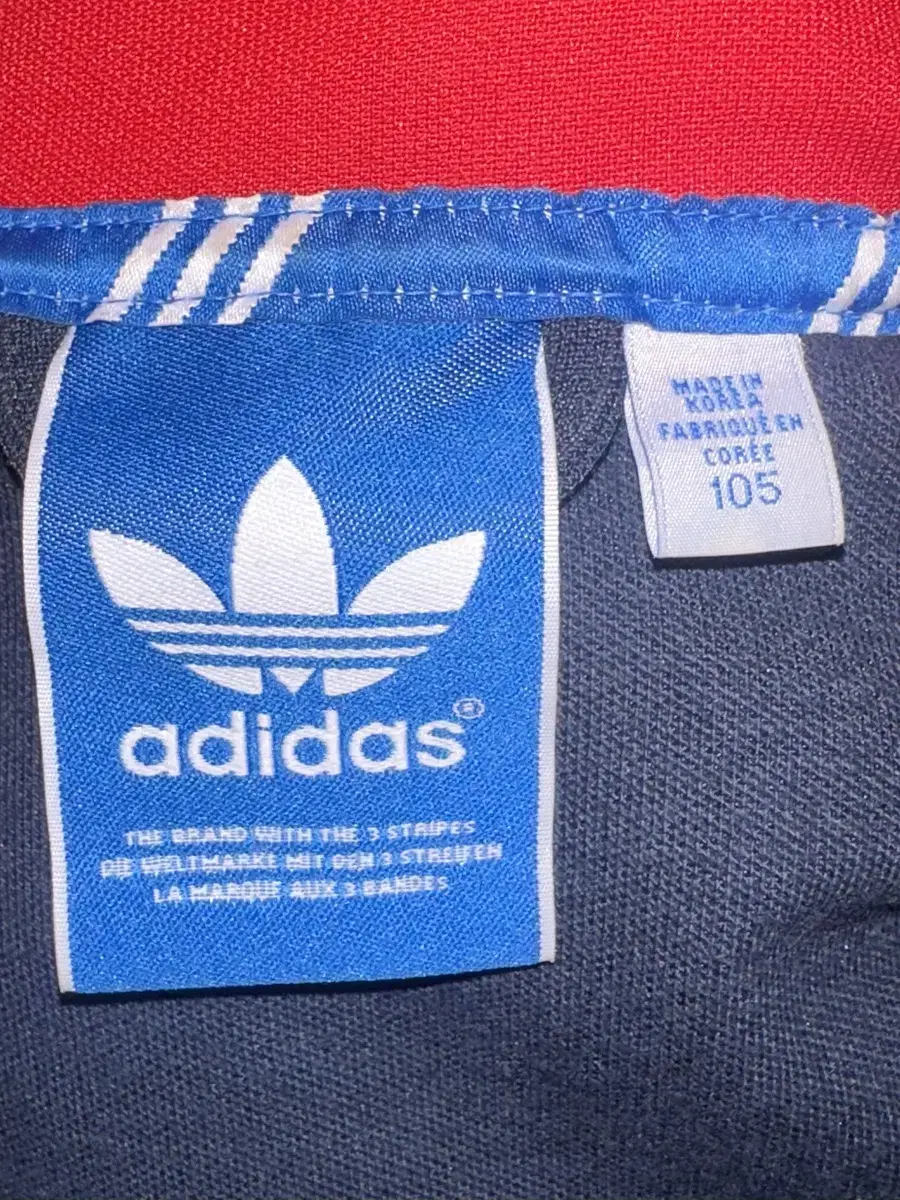 adidas®
THE BRAND WITH THE 3 STRIPES
DIE WELTMARKE MIT DEN 3 STREIFEN
LA MARQUE AUX 3 BANDES
MADE IN
KOREA
FABRIQUÉ EN
CORÉE
105